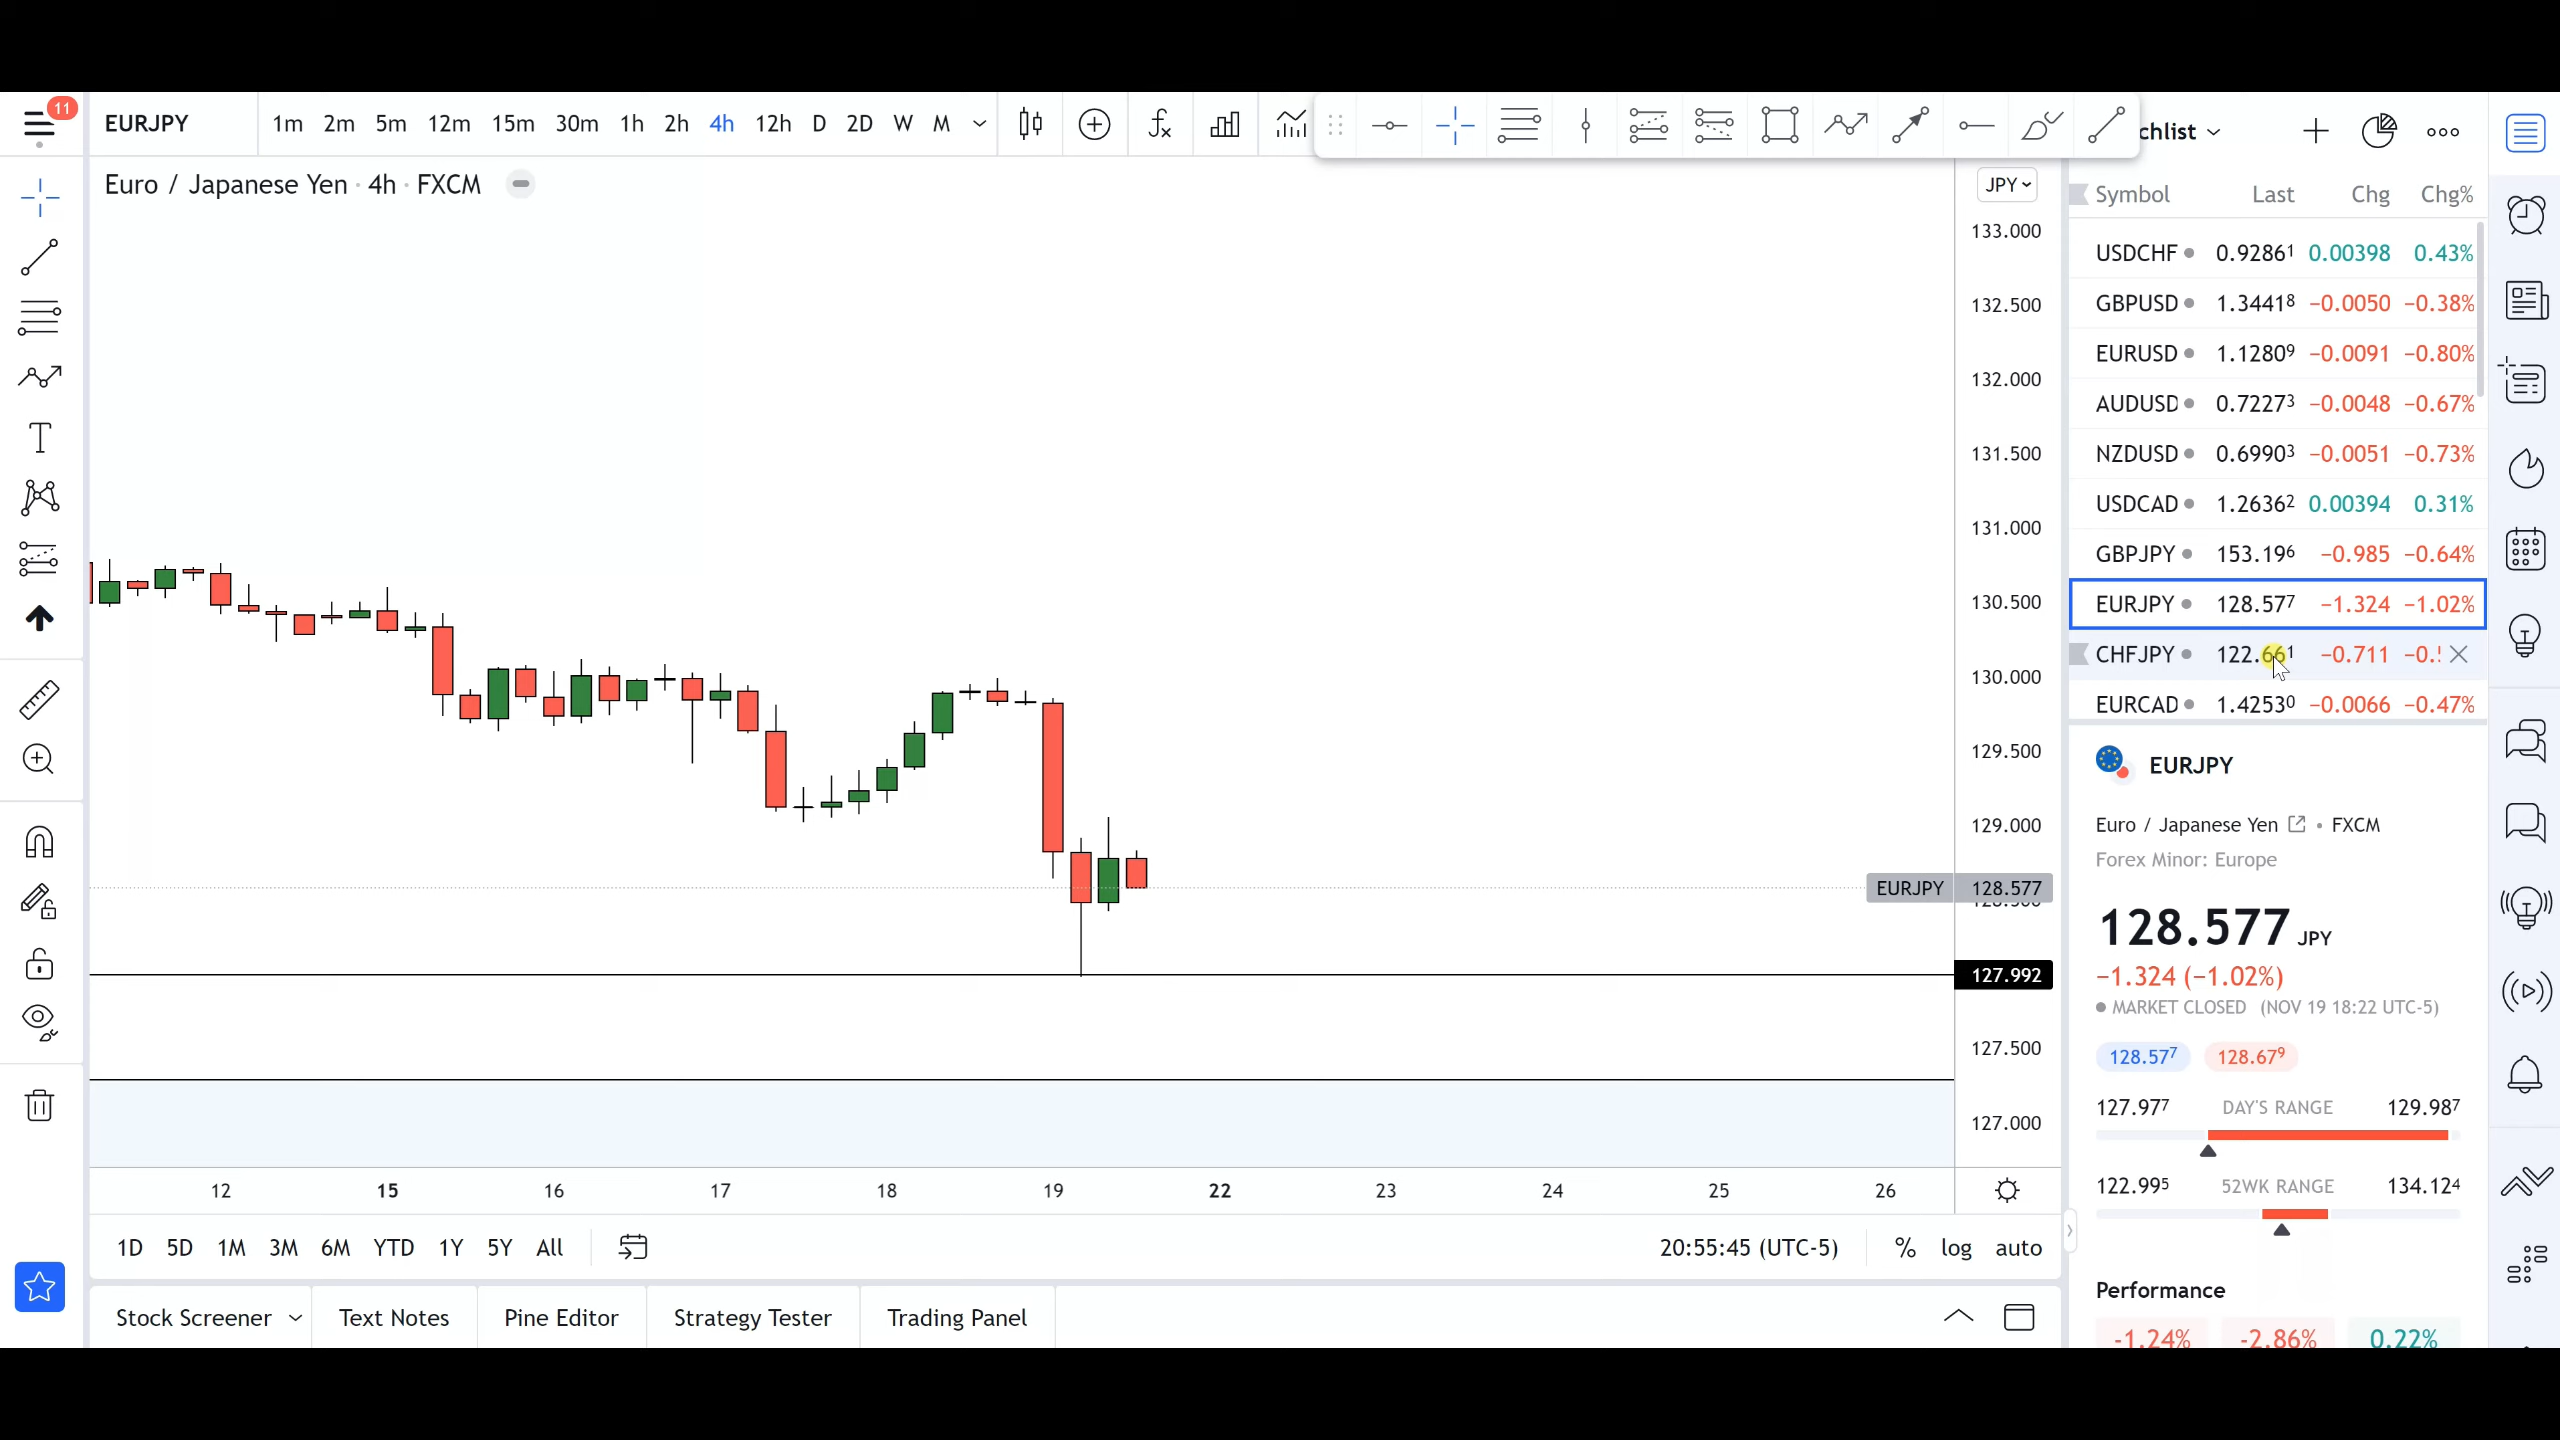 11
EURJPY 1m 2m 5m 12m 15m 30m 1h 2h 4h 12h D 2D W M
chlist
Euro / Japanese Yen · 4h · FXCM
JPY
Symbol Last Chg Chg%
133.000
132.500
132.000
131.500
131.000
130.500
130.000
129.500
129.000
EURJPY 128.577
127.992
127.500
127.000
USDCHF 0.92861 0.00398 0.43%
GBPUSD 1.34418 −0.0050 −0.38%
EURUSD 1.12809 −0.0091 −0.80%
AUDUSD 0.72273 −0.0048 −0.67%
NZDUSD 0.69903 −0.0051 −0.73%
USDCAD 1.26362 0.00394 0.31%
GBPJPY 153.196 −0.985 −0.64%
EURJPY 128.577 −1.324 −1.02%
CHFJPY 122.661 −0.711 −0.
EURCAD 1.42530 −0.0066 −0.47%
EURJPY
Euro / Japanese Yen • FXCM
Forex Minor: Europe
128.577 JPY
−1.324 (−1.02%)
MARKET CLOSED (NOV 19 18:22 UTC-5)
128.577 128.679
127.977 DAY'S RANGE 129.987
122.995 52WK RANGE 134.124
Performance
-1.24% -2.86% 0.22%
12 15 16 17 18 19 22 23 24 25 26
1D 5D 1M 3M 6M YTD 1Y 5Y All
20:55:45 (UTC-5) % log auto
Stock Screener Text Notes Pine Editor Strategy Tester Trading Panel